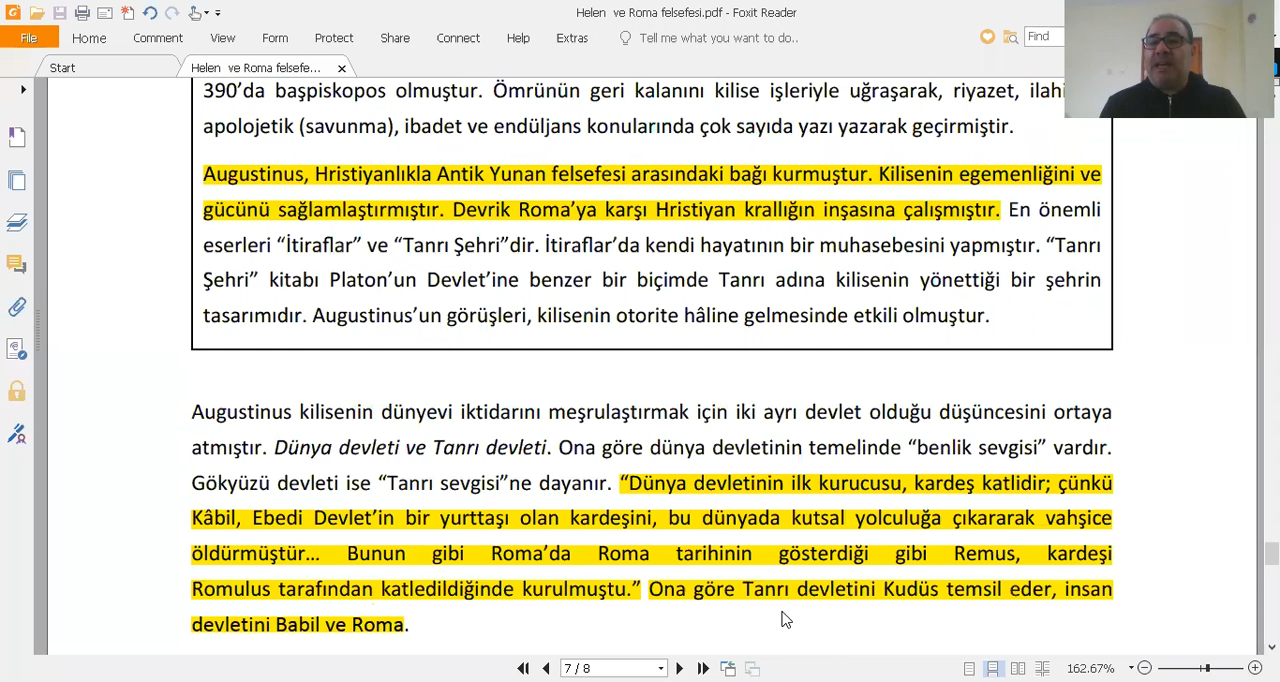 Helen ve Roma felsefesi.pdf - Foxit Reader
File Home Comment View Form Protect Share Connect Help Extras Tell me what you want to do.. Find
Start Helen ve Roma felsefe... ×
390’da başpiskopos olmuştur. Ömrünün geri kalanını kilise işleriyle uğraşarak, riyazet,
apolojetik (savunma), ibadet ve endüljans konularında çok sayıda yazı yazarak geçirmiştir.
Augustinus, Hristiyanlıkla Antik Yunan felsefesi arasındaki bağı kurmuştur. Kilisenin egemenliğini ve
gücünü sağlamlaştırmıştır. Devrik Roma’ya karşı Hristiyan krallığın inşasına çalışmıştır. En önemli
eserleri “İtiraflar” ve “Tanrı Şehri”dir. İtiraflar’da kendi hayatının bir muhasebesini yapmıştır. “Tanrı
Şehri” kitabı Platon’un Devlet’ine benzer bir biçimde Tanrı adına kilisenin yönettiği bir şehrin
tasarımıdır. Augustinus’un görüşleri, kilisenin otorite hâline gelmesinde etkili olmuştur.
Augustinus kilisenin dünyevi iktidarını meşrulaştırmak için iki ayrı devlet olduğu düşüncesini ortaya
atmıştır. Dünya devleti ve Tanrı devleti. Ona göre dünya devletinin temelinde “benlik sevgisi” vardır.
Gökyüzü devleti ise “Tanrı sevgisi”ne dayanır. “Dünya devletinin ilk kurucusu, kardeş katlidir; çünkü
Kâbil, Ebedi Devlet’in bir yurttaşı olan kardeşini, bu dünyada kutsal yolculuğa çıkararak vahşice
öldürmüştür… Bunun gibi Roma’da Roma tarihinin gösterdiği gibi Remus, kardeşi
Romulus tarafından katledildiğinde kurulmuştu.” Ona göre Tanrı devletini Kudüs temsil eder, insan
devletini Babil ve Roma.
7 / 8 162.67%